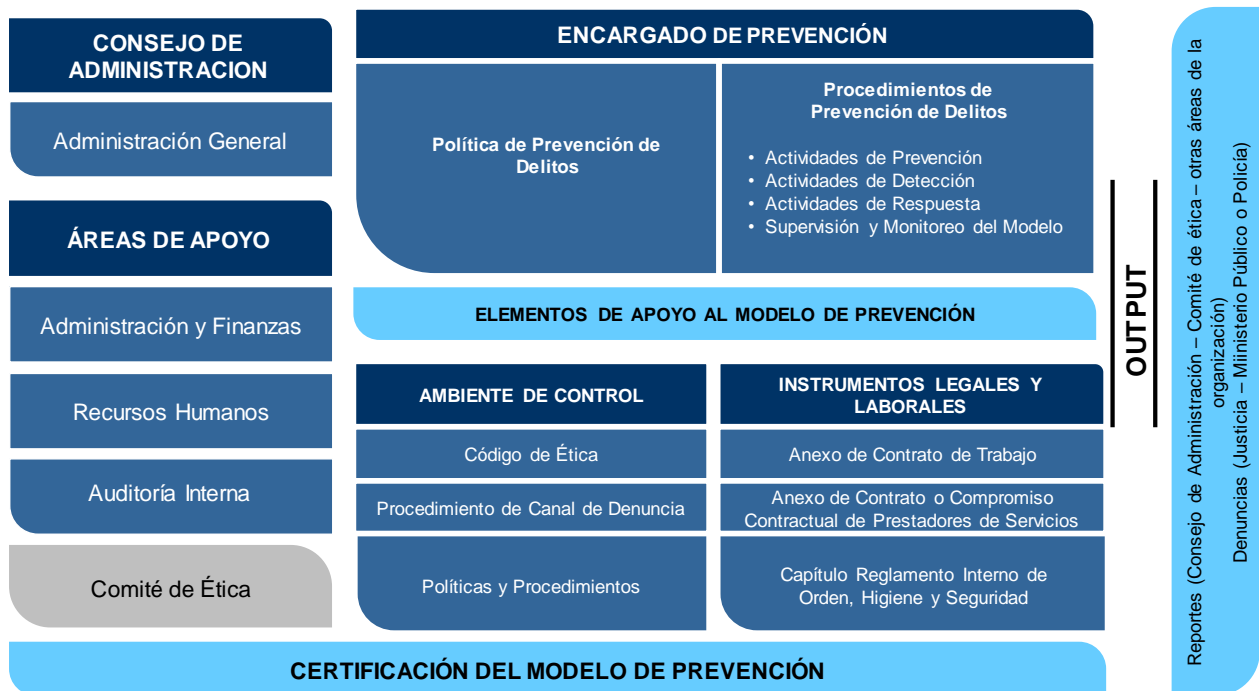 CONSEJO DE
ADMINISTRACION
Administración General
ÁREAS DE APOYO
Administración y Finanzas
Recursos Humanos
Auditoría Interna
Comité de Ética
ENCARGADO DE PREVENCIÓN
Política de Prevención de
Delitos
Procedimientos de
Prevención de Delitos
• Actividades de Prevención
• Actividades de Detección
• Actividades de Respuesta
• Supervisión y Monitoreo del Modelo
ELEMENTOS DE APOYO AL MODELO DE PREVENCIÓN
AMBIENTE DE CONTROL
Código de Ética
Procedimiento de Canal de Denuncia
Políticas y Procedimientos
INSTRUMENTOS LEGALES Y
LABORALES
Anexo de Contrato de Trabajo
Anexo de Contrato o Compromiso
Contractual de Prestadores de Servicios
Capítulo Reglamento Interno de
Orden, Higiene y Seguridad
OUTPUT
Reportes (Consejo de Administración – Comité de ética – otras áreas de la
organización)
Denuncias (Justicia – Miinisterio Público o Policía)
CERTIFICACIÓN DEL MODELO DE PREVENCIÓN